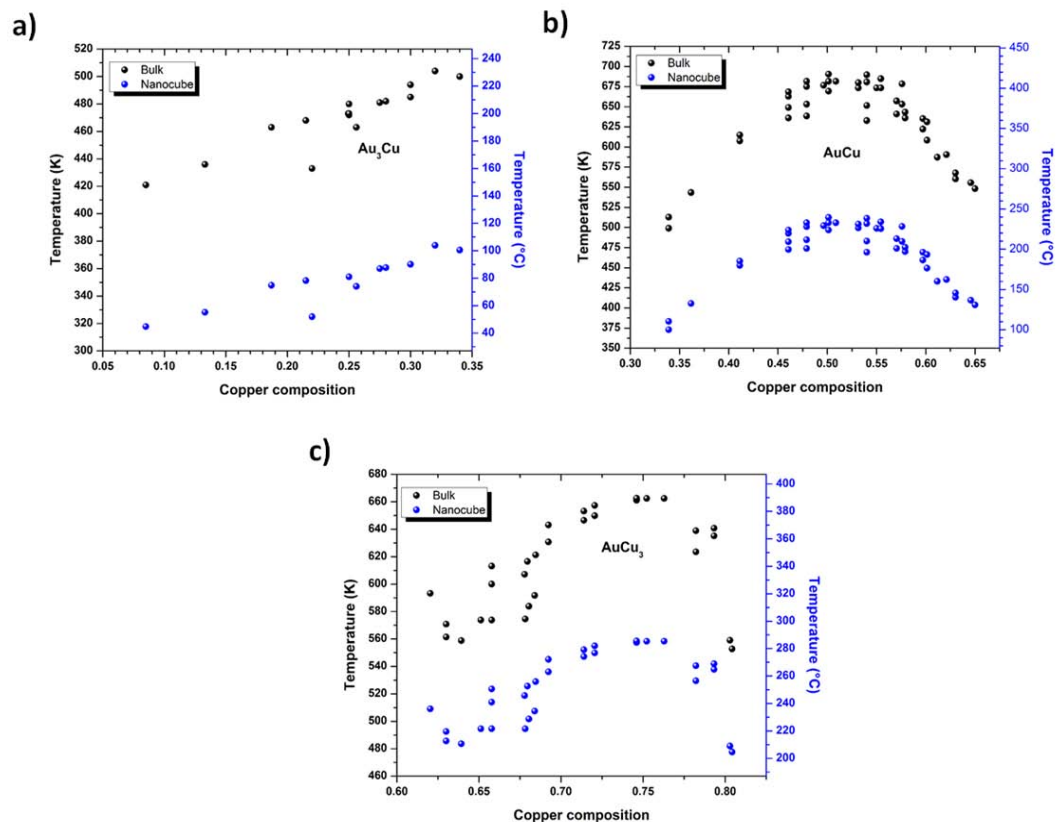 a)
520
500
480
460
440
420
400
380
360
340
320
300
Temperature (K)
Bulk
Nanocube
Au₃Cu
240
220
200
180
160
140
120
100
80
60
40
Temperature (°C)
0.05 0.10 0.15 0.20 0.25 0.30 0.35
Copper composition
b)
725
700
675
650
625
600
575
550
525
500
475
450
425
400
375
350
Temperature (K)
Bulk
Nanocube
AuCu
450
400
350
300
250
200
150
100
Temperature (°C)
0.30 0.35 0.40 0.45 0.50 0.55 0.60 0.65
Copper composition
c)
680
660
640
620
600
580
560
540
520
500
480
460
Temperature (K)
Bulk
Nanocube
AuCu₃
400
380
360
340
320
300
280
260
240
220
200
Temperature (°C)
0.60 0.65 0.70 0.75 0.80
Copper composition